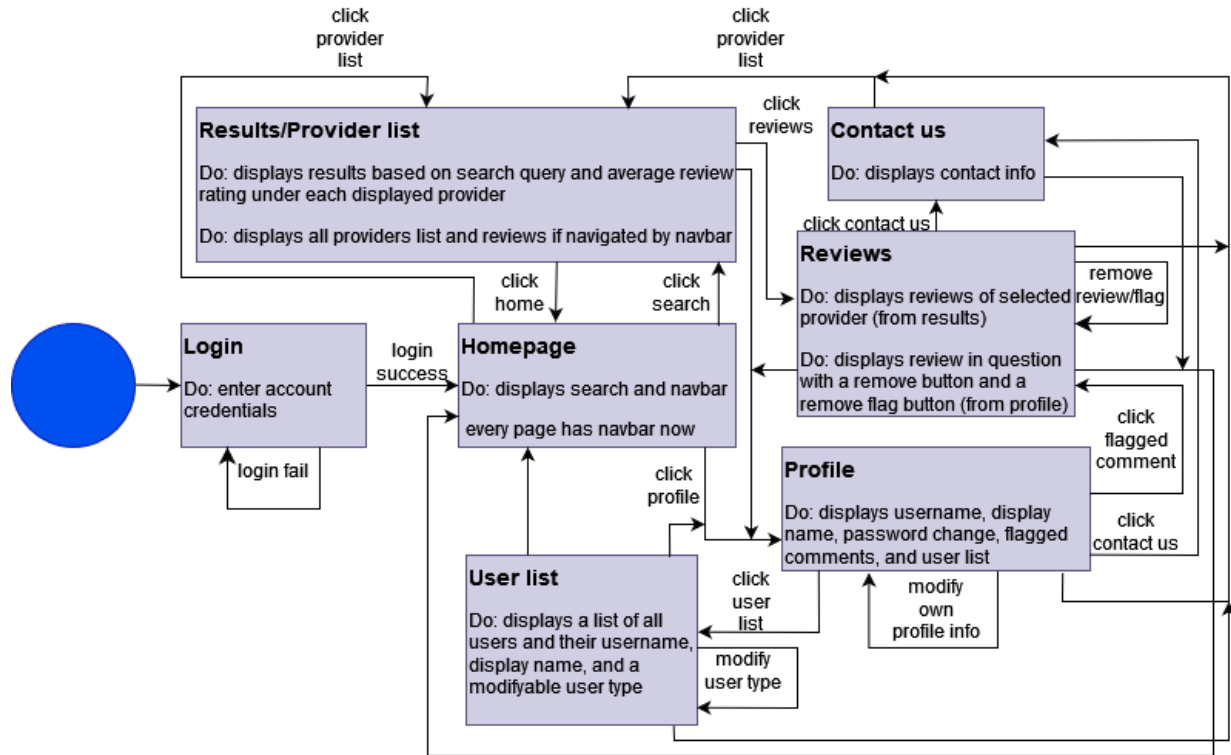 click
provider
list
click
provider
list
click
reviews
Results/Provider list
Do: displays results based on search query and average review
rating under each displayed provider
Do: displays all providers list and reviews if navigated by navbar
Contact us
Do: displays contact info
click contact us
Reviews
Do: displays reviews of selected
provider (from results)
Do: displays review in question
with a remove button and a
remove flag button (from profile)
remove
review/flag
click
home
click
search
Login
Do: enter account
credentials
login
success
login fail
Homepage
Do: displays search and navbar
every page has navbar now
click
profile
click
flagged
comment
Profile
Do: displays username, display
name, password change, flagged
comments, and user list
click
contact us
User list
Do: displays a list of all
users and their username,
display name, and a
modifyable user type
click
user
list
modify
user type
modify
own
profile info